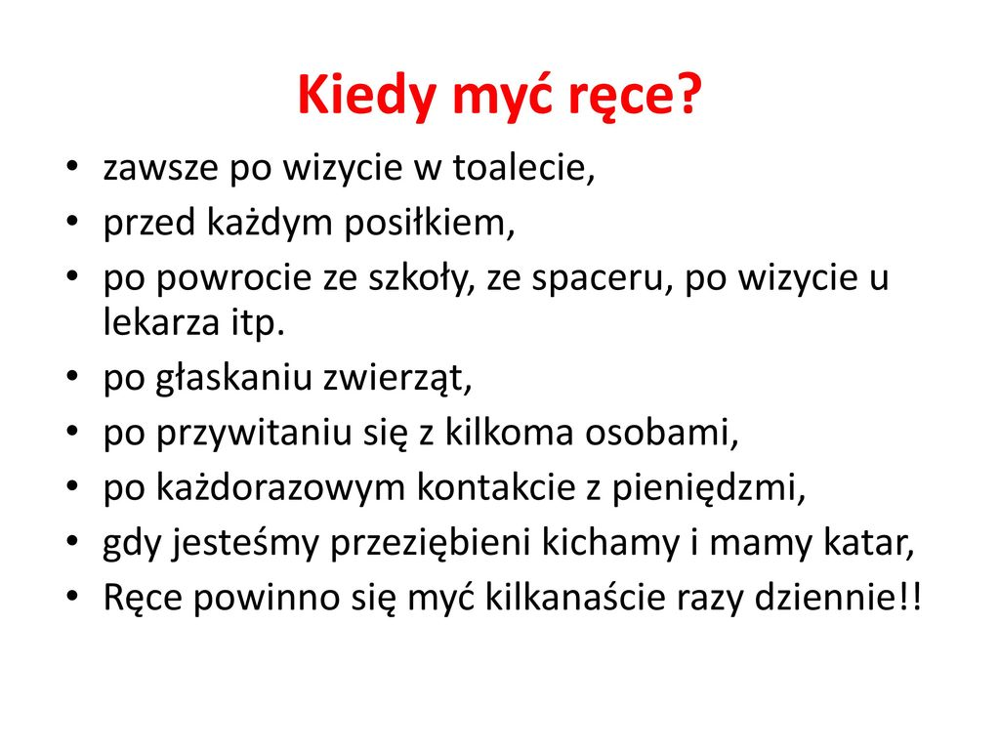 Kiedy myć ręce?
• zawsze po wizycie w toalecie,
• przed każdym posiłkiem,
• po powrocie ze szkoły, ze spaceru, po wizycie u
lekarza itp.
• po głaskaniu zwierząt,
• po przywitaniu się z kilkoma osobami,
• po każdorazowym kontakcie z pieniędzmi,
• gdy jesteśmy przeziębieni kichamy i mamy katar,
• Ręce powinno się myć kilkanaście razy dziennie!!